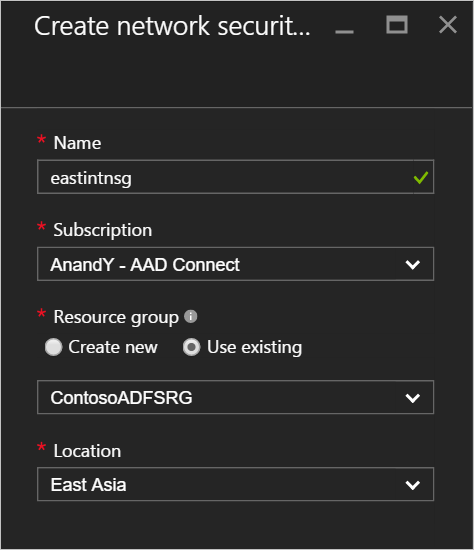 Create network securit...
* Name
eastintnsg
* Subscription
AnandY - AAD Connect
* Resource group
Create new Use existing
ContosoADFSRG
* Location
East Asia